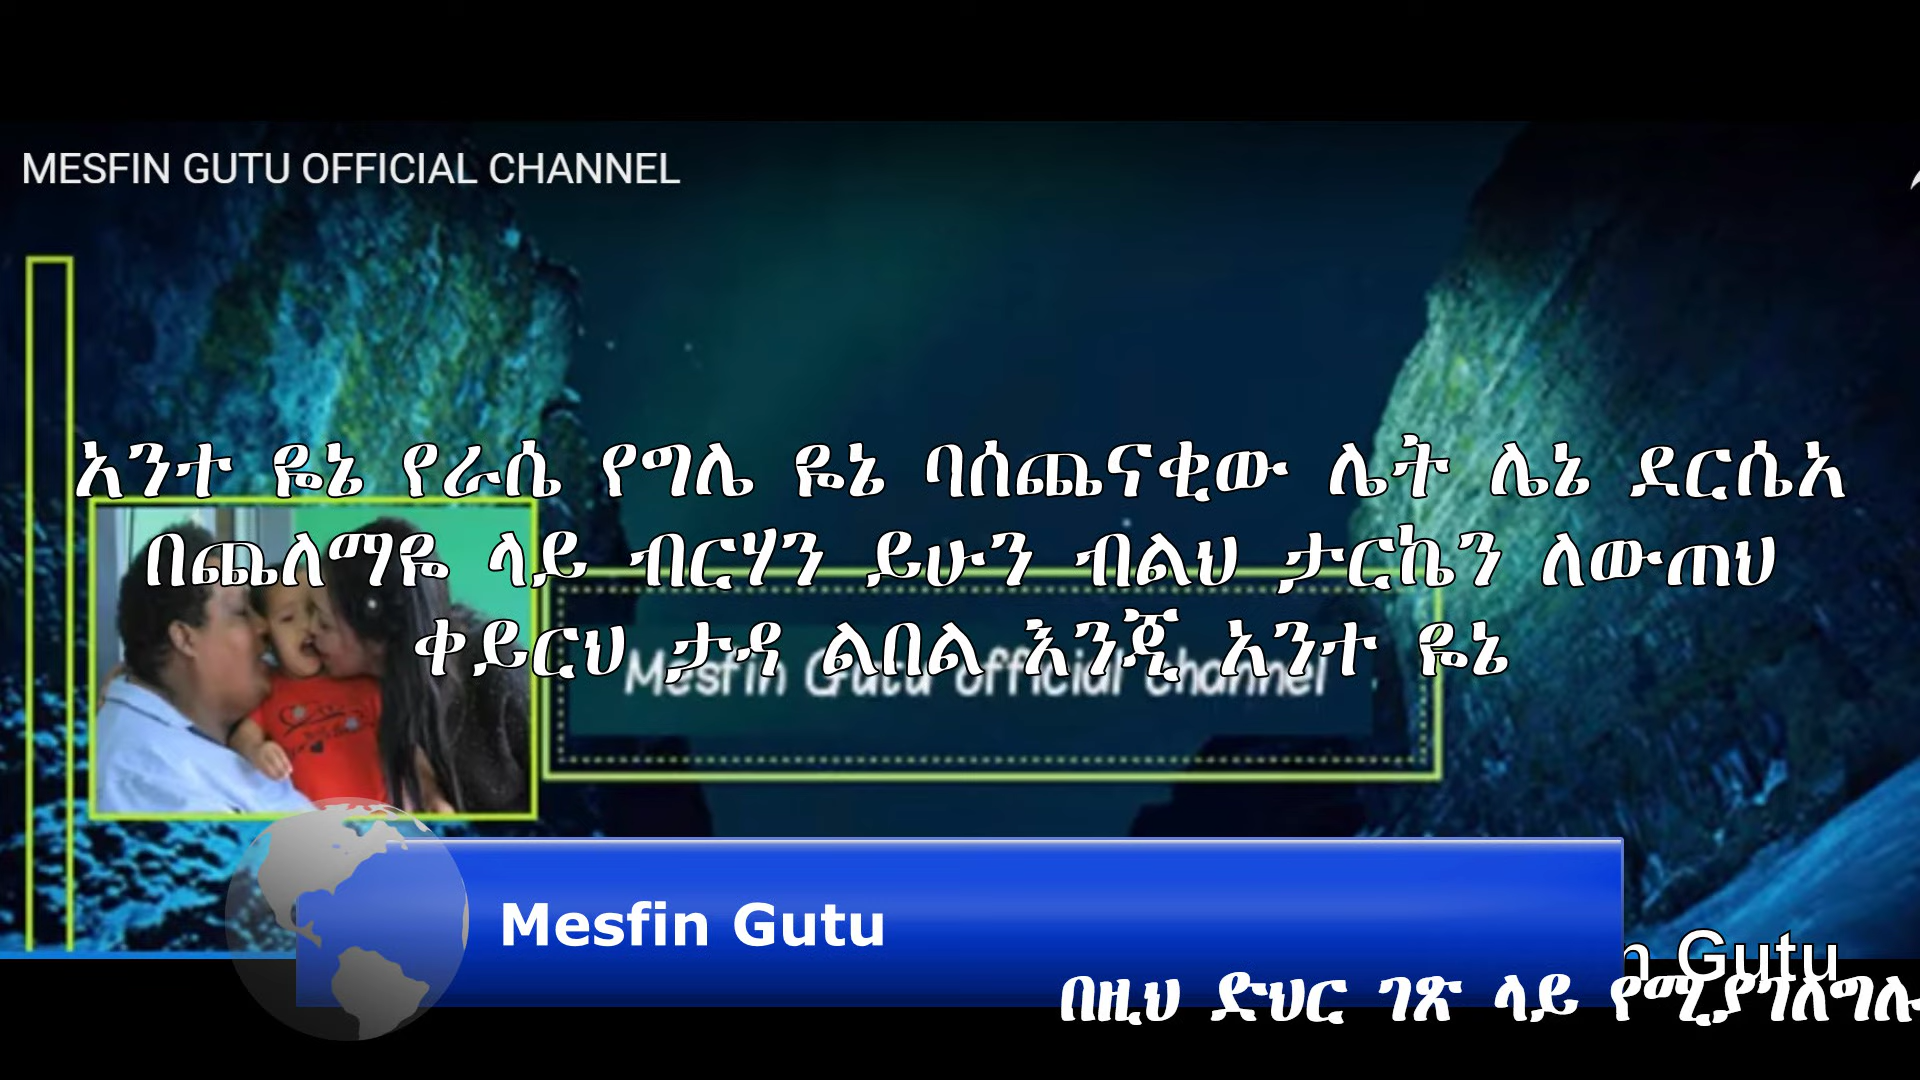 MESFIN GUTU OFFICIAL CHANNEL
አንተ ዬኔ የራሴ የግሌ ዬኔ ባሰጨናቂው ሌት ሌኔ ደርሴአ
በጨለማዬ ላይ ብርሃን ይሁን ብልህ ታርኬን ለውጠህ
ቀይርህ ታዳ ልበል እንጂ አንተ ዬኔ
Mesfin Gutu official channel
Mesfin Gutu
Gutu
በዚህ ድህር ገጽ ላይ የሚያገለግሉ